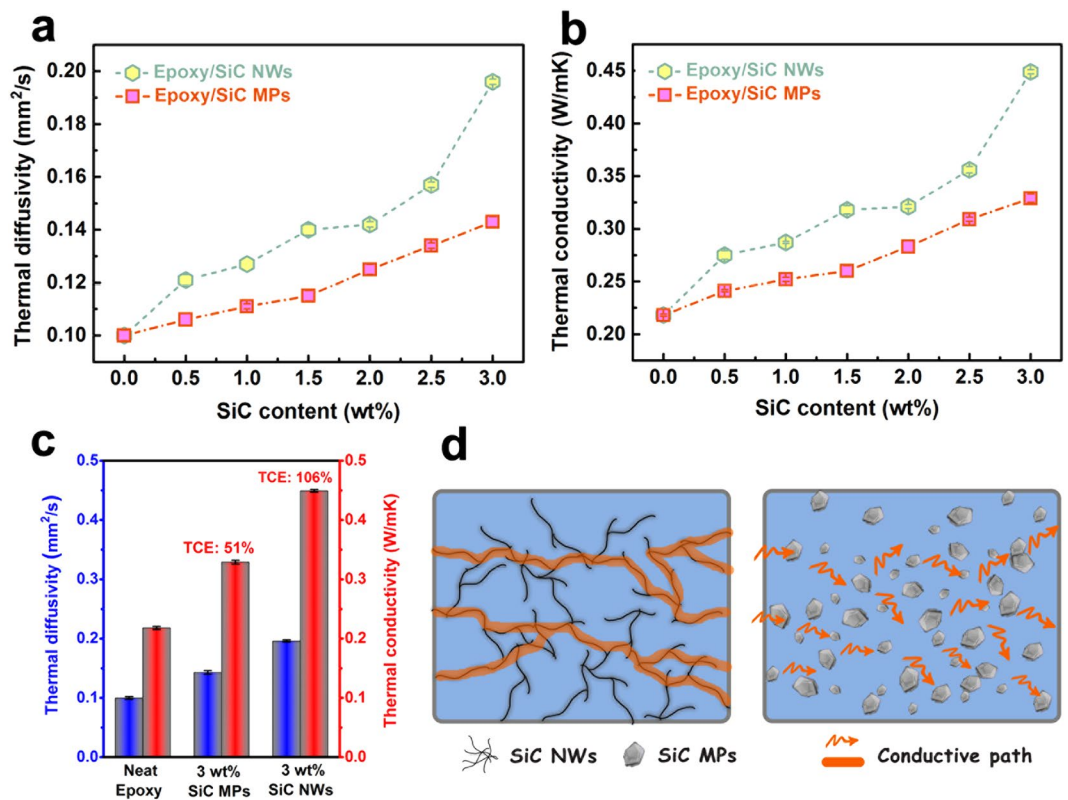 a
Thermal diffusivity (mm²/s)
0.20
0.18
0.16
0.14
0.12
0.10
Epoxy/SiC NWs
Epoxy/SiC MPs
0.0 0.5 1.0 1.5 2.0 2.5 3.0
SiC content (wt%)
b
Thermal conductivity (W/mK)
0.45
0.40
0.35
0.30
0.25
0.20
Epoxy/SiC NWs
Epoxy/SiC MPs
0.0 0.5 1.0 1.5 2.0 2.5 3.0
SiC content (wt%)
c
Thermal diffusivity (mm²/s)
0.5
0.4
0.3
0.2
0.1
0.0
TCE: 51%
TCE: 106%
0.5
0.4
0.3
0.2
0.1
0.0
Thermal conductivity (W/mK)
Neat
Epoxy
3 wt%
SiC MPs
3 wt%
SiC NWs
d
SiC NWs
SiC MPs
Conductive path